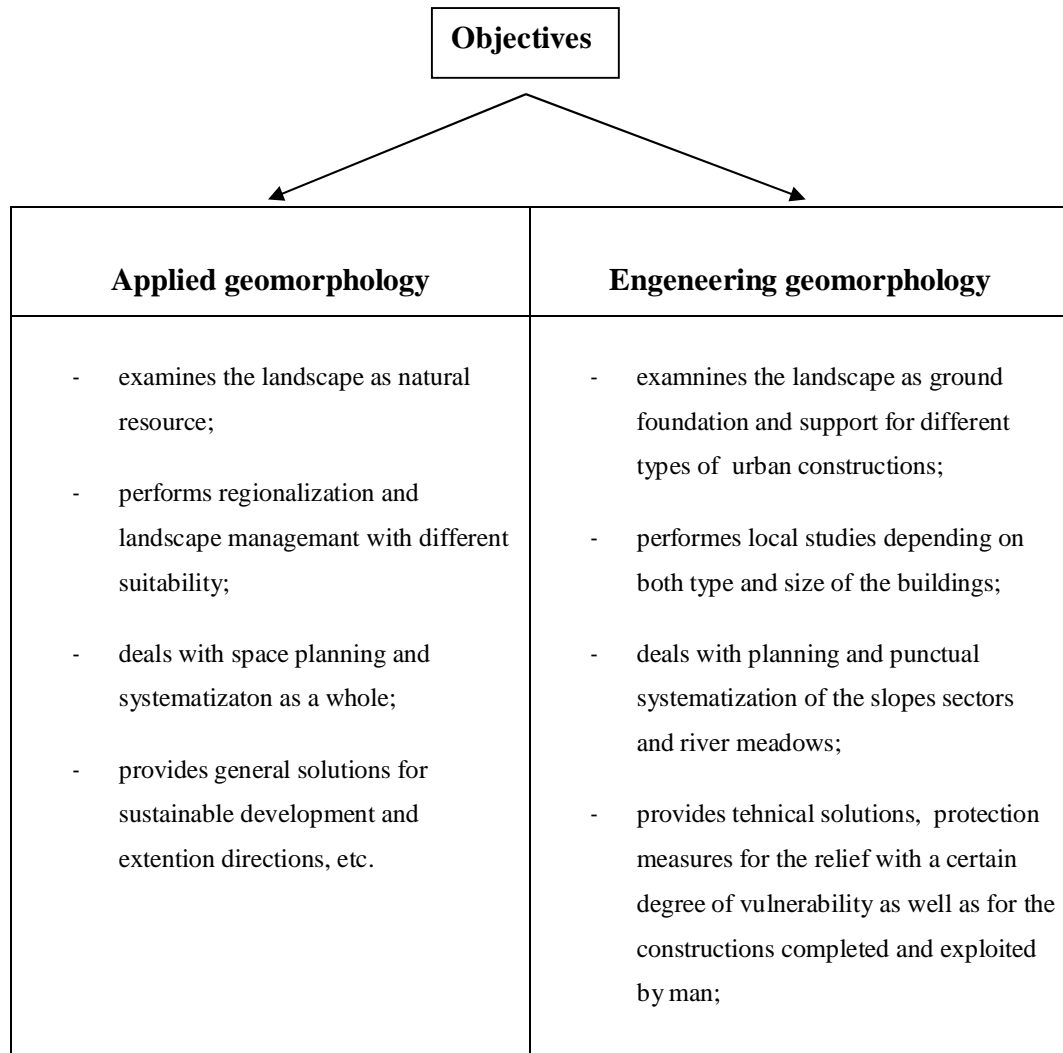 Objectives
Applied geomorphology
Engeneering geomorphology
- examines the landscape as natural
resource;
- performs regionalization and
landscape managemant with different
suitability;
- deals with space planning and
systematizaton as a whole;
- provides general solutions for
sustainable development and
extention directions, etc.
- examnines the landscape as ground
foundation and support for different
types of urban constructions;
- performes local studies depending on
both type and size of the buildings;
- deals with planning and punctual
systematization of the slopes sectors
and river meadows;
- provides tehnical solutions, protection
measures for the relief with a certain
degree of vulnerability as well as for the
constructions completed and exploited
by man;